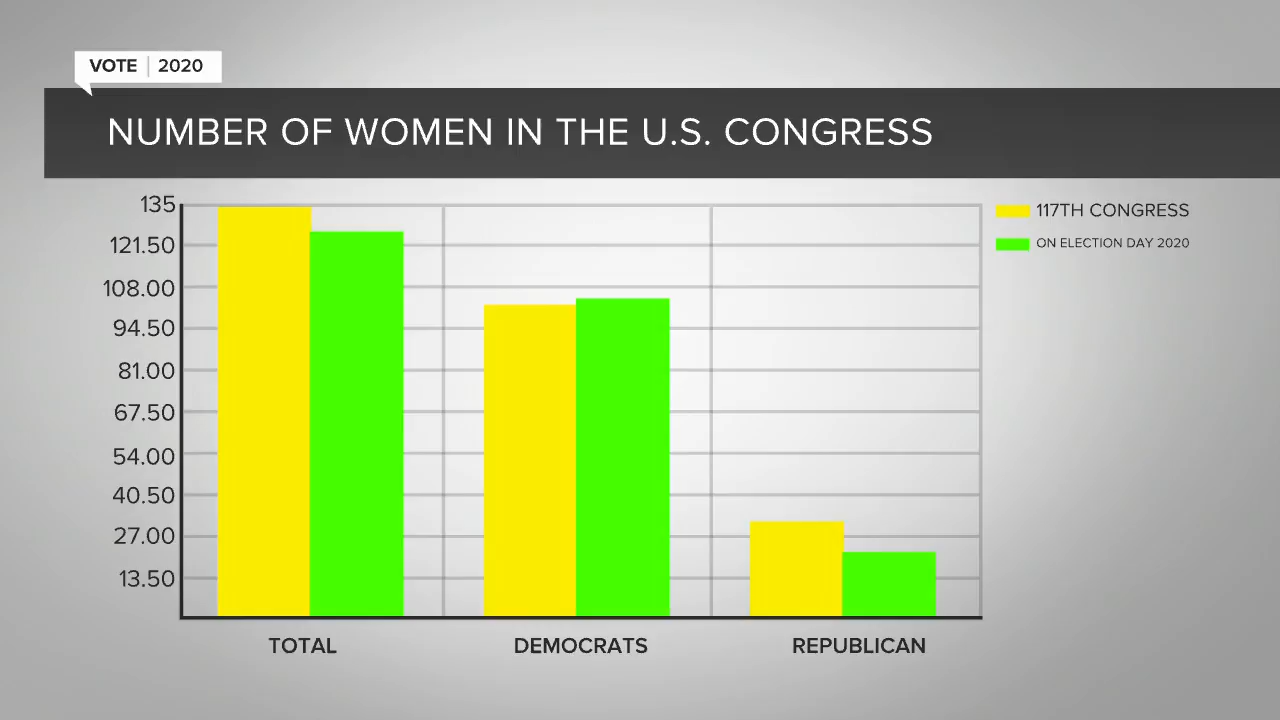 VOTE | 2020
NUMBER OF WOMEN IN THE U.S. CONGRESS
135
121.50
108.00
94.50
81.00
67.50
54.00
40.50
27.00
13.50
TOTAL
DEMOCRATS
REPUBLICAN
117TH CONGRESS
ON ELECTION DAY 2020